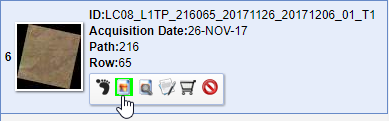 6
ID:LC08_L1TP_216065_20171126_20171206_01_T1
Acquisition Date:26-NOV-17
Path:216
Row:65